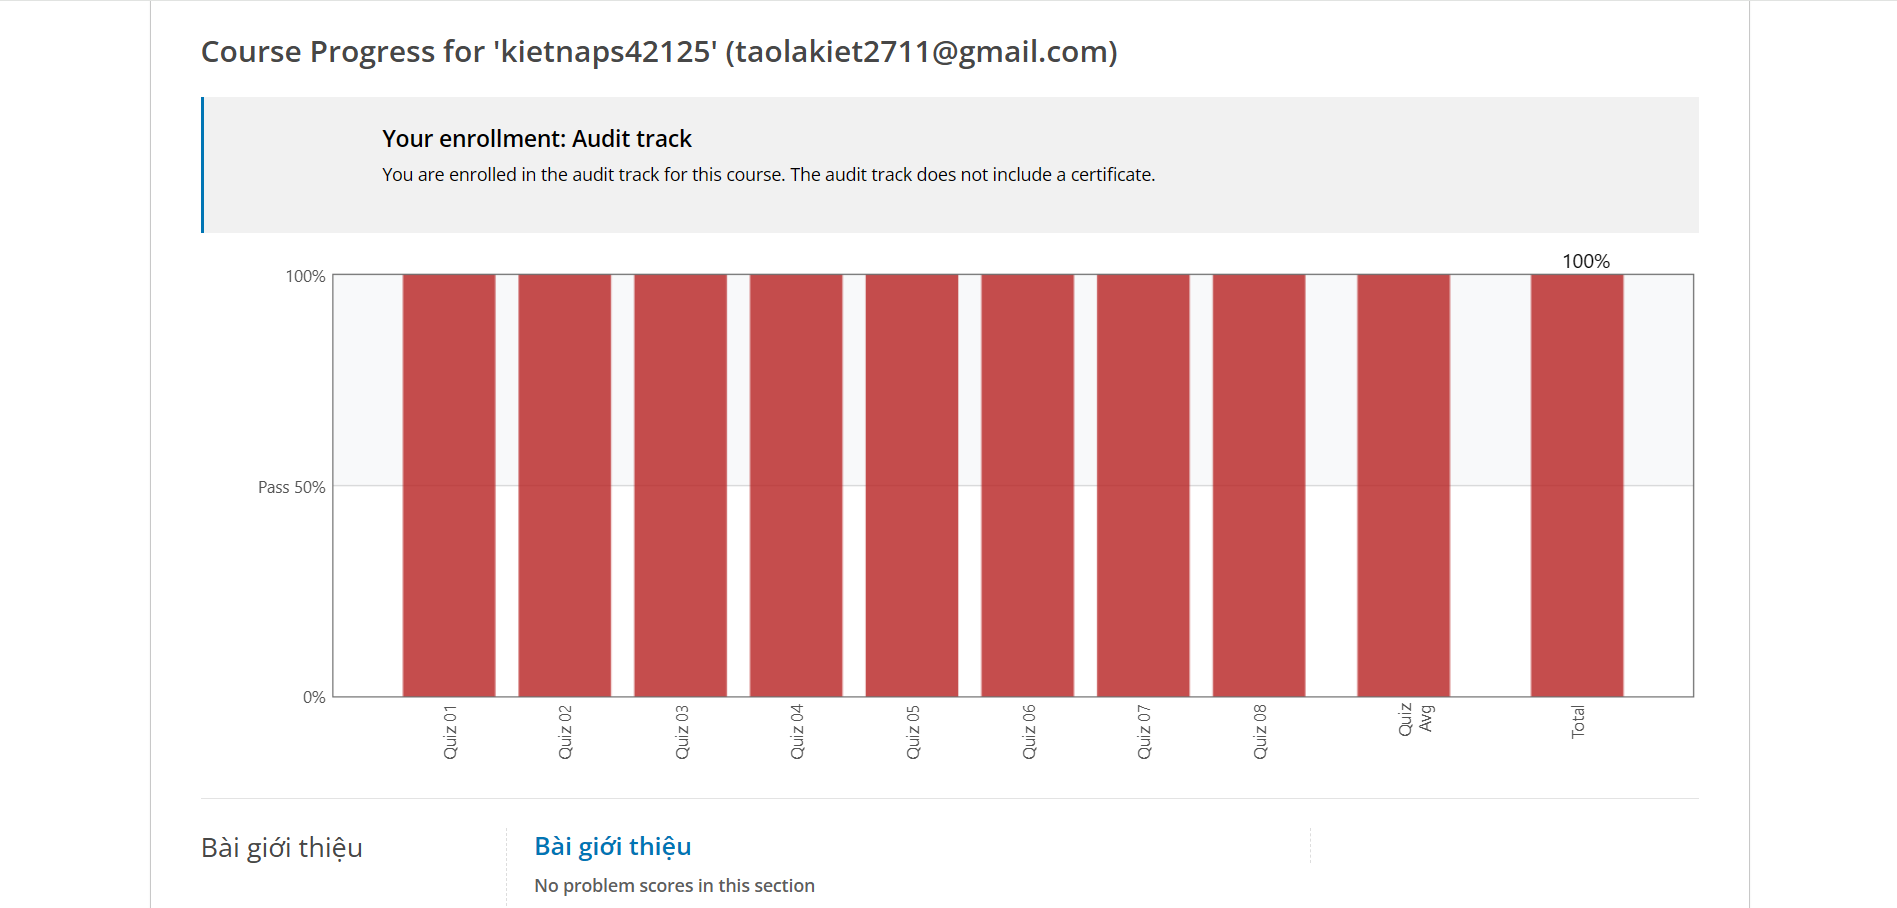 Course Progress for 'kietnaps42125' (taolakiet2711@gmail.com)
Your enrollment: Audit track
You are enrolled in the audit track for this course. The audit track does not include a certificate.
100%
100%
Pass 50%
0%
Quiz 01
Quiz 02
Quiz 03
Quiz 04
Quiz 05
Quiz 06
Quiz 07
Quiz 08
Quiz
Avg
Total
Bài giới thiệu
Bài giới thiệu
No problem scores in this section